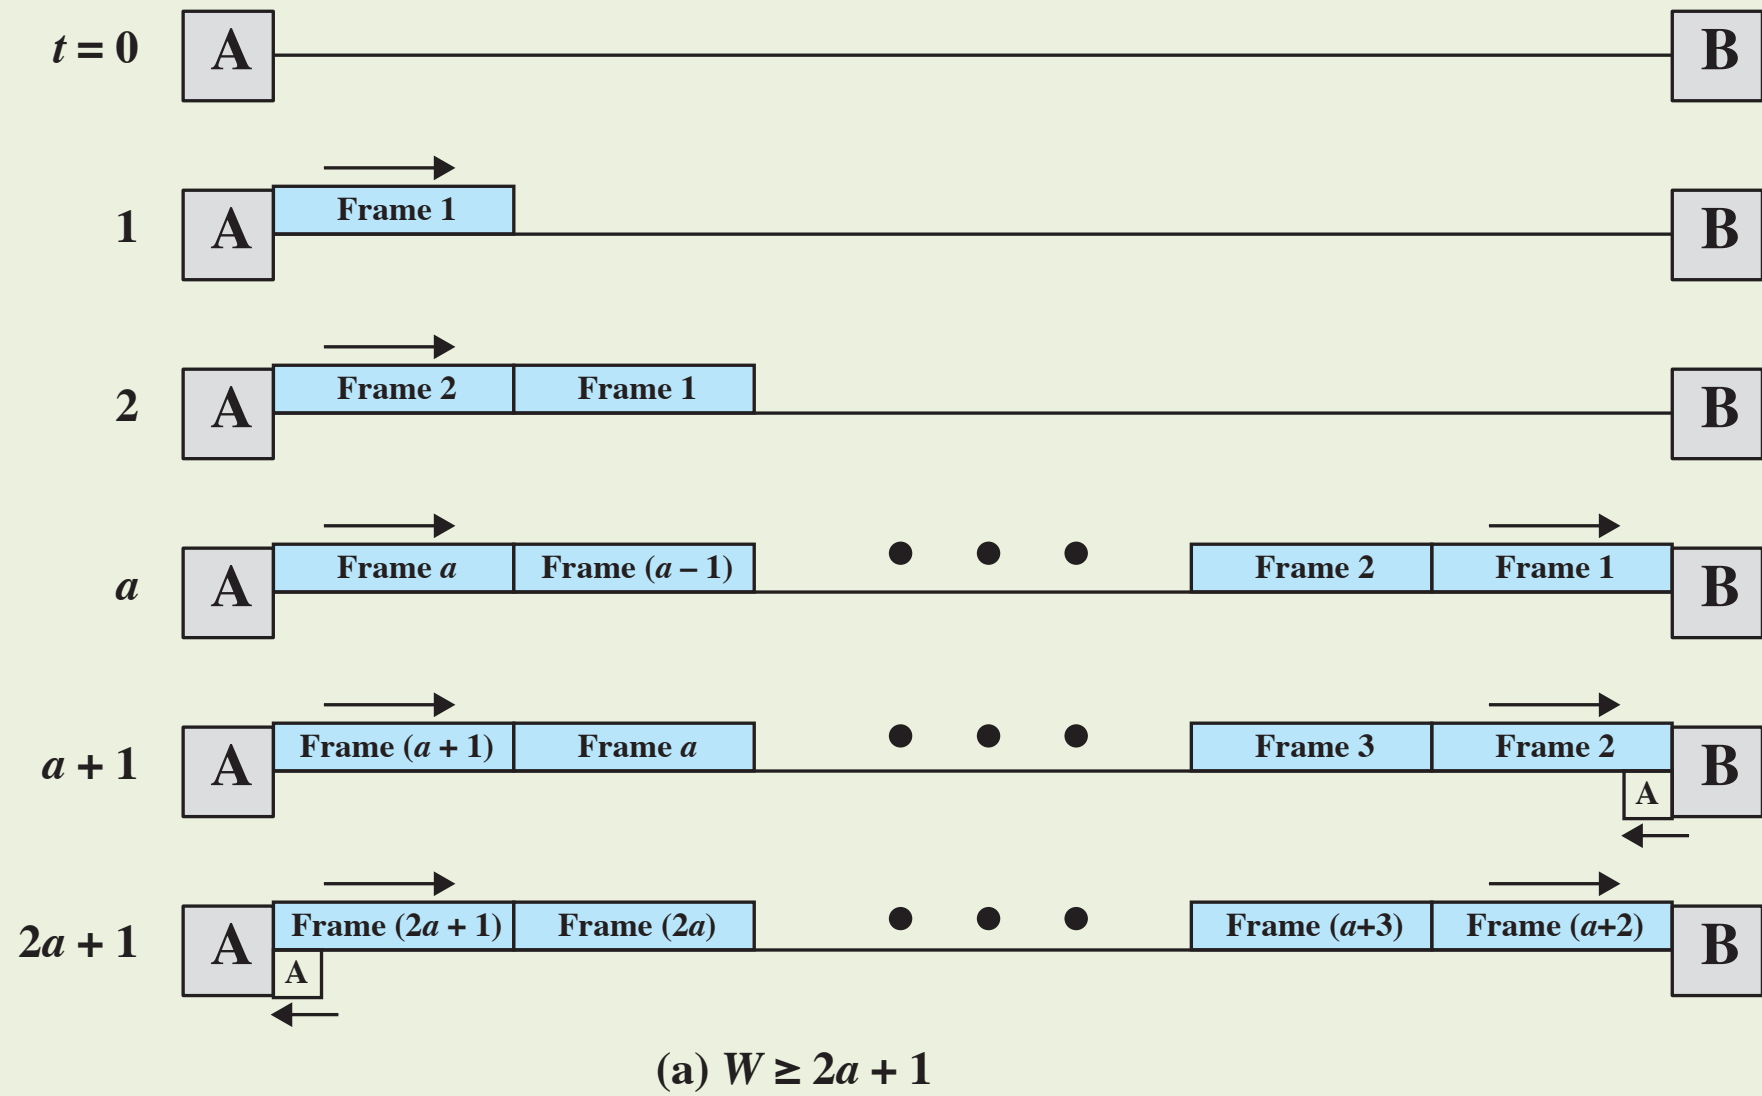 t = 0 A B
1 A Frame 1 B
2 A Frame 2 Frame 1 B
a A Frame a Frame (a – 1) • • • Frame 2 Frame 1 B
a + 1 A Frame (a + 1) Frame a • • • Frame 3 Frame 2 B
A
2a + 1 A Frame (2a + 1) Frame (2a) • • • Frame (a+3) Frame (a+2) B
A
(a) W ≥ 2a + 1